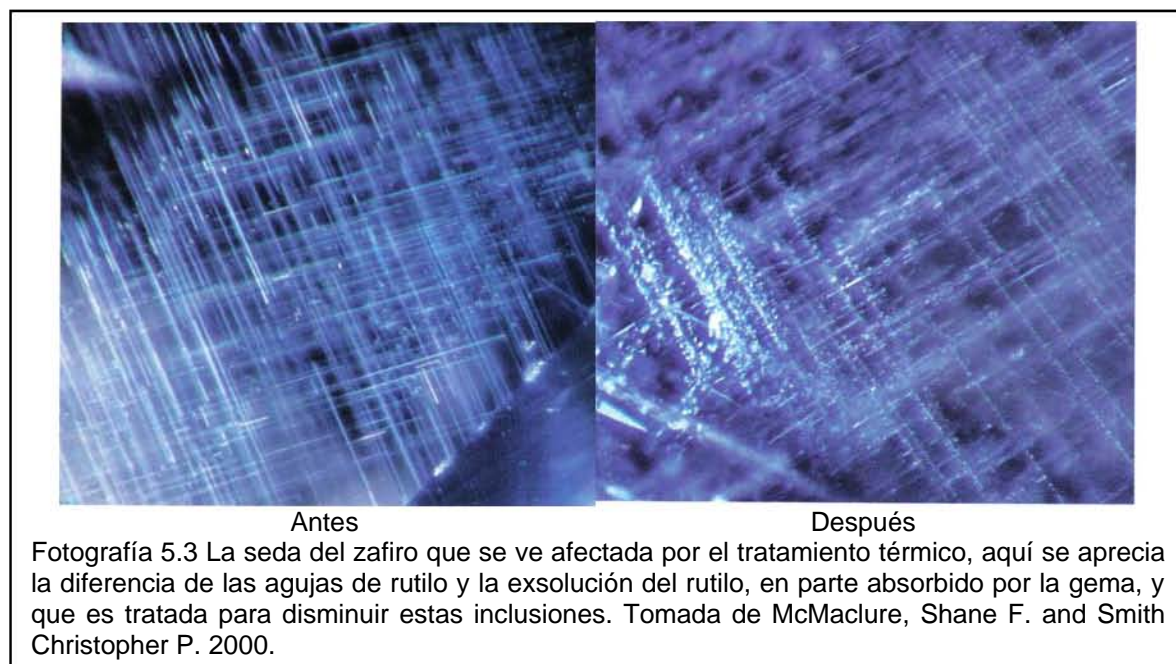 Antes
Después
Fotografía 5.3 La seda del zafiro que se ve afectada por el tratamiento térmico, aquí se aprecia
la diferencia de las agujas de rutilo y la exsolución del rutilo, en parte absorbido por la gema, y
que es tratada para disminuir estas inclusiones. Tomada de McMaclure, Shane F. and Smith
Christopher P. 2000.